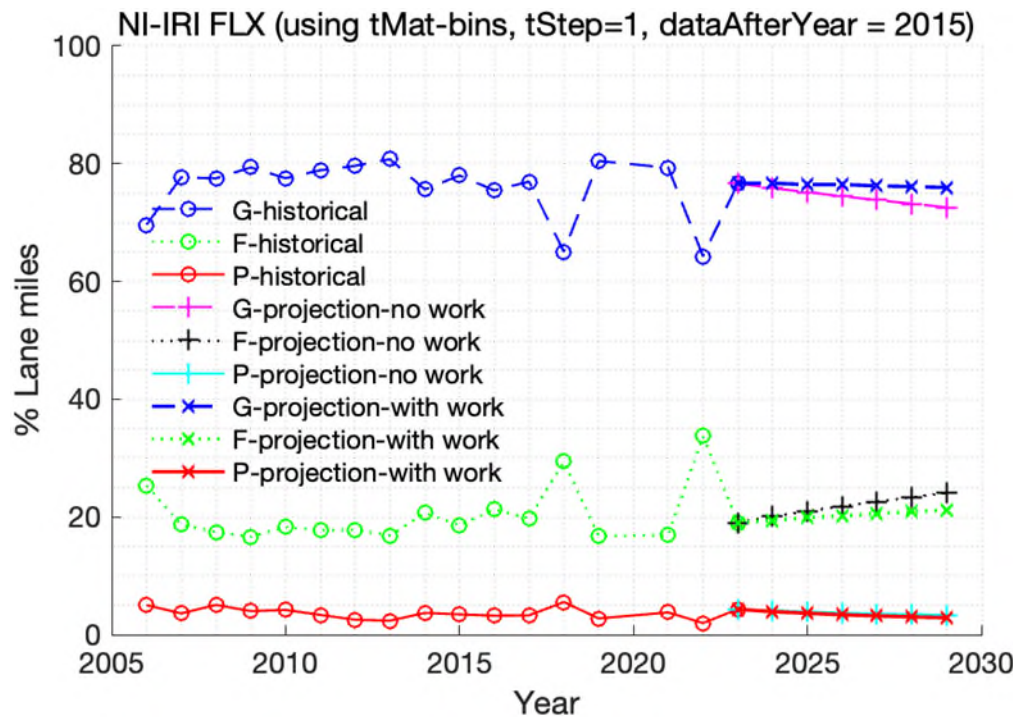 NI-IRI FLX (using tMat-bins, tStep=1, dataAfterYear = 2015)
100
80
60
40
20
0
% Lane miles
G-historical
F-historical
P-historical
G-projection-no work
F-projection-no work
P-projection-no work
G-projection-with work
F-projection-with work
P-projection-with work
2005 2010 2015 2020 2025 2030
Year